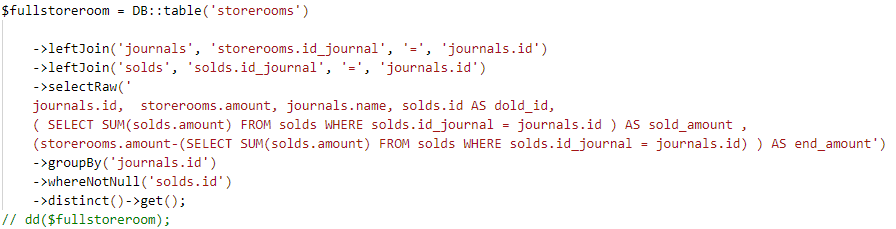 $fullstoreroom = DB::table('storerooms')
->leftJoin('journals', 'storerooms.id_journal', '=', 'journals.id')
->leftJoin('solds', 'solds.id_journal', '=', 'journals.id')
->selectRaw('
journals.id,  storerooms.amount, journals.name, solds.id AS dold_id,
( SELECT SUM(solds.amount) FROM solds WHERE solds.id_journal = journals.id ) AS sold_amount ,
(storerooms.amount-(SELECT SUM(solds.amount) FROM solds WHERE solds.id_journal = journals.id) ) AS end_amount')
->groupBy('journals.id')
->whereNotNull('solds.id')
->distinct()->get();
// dd($fullstoreroom);